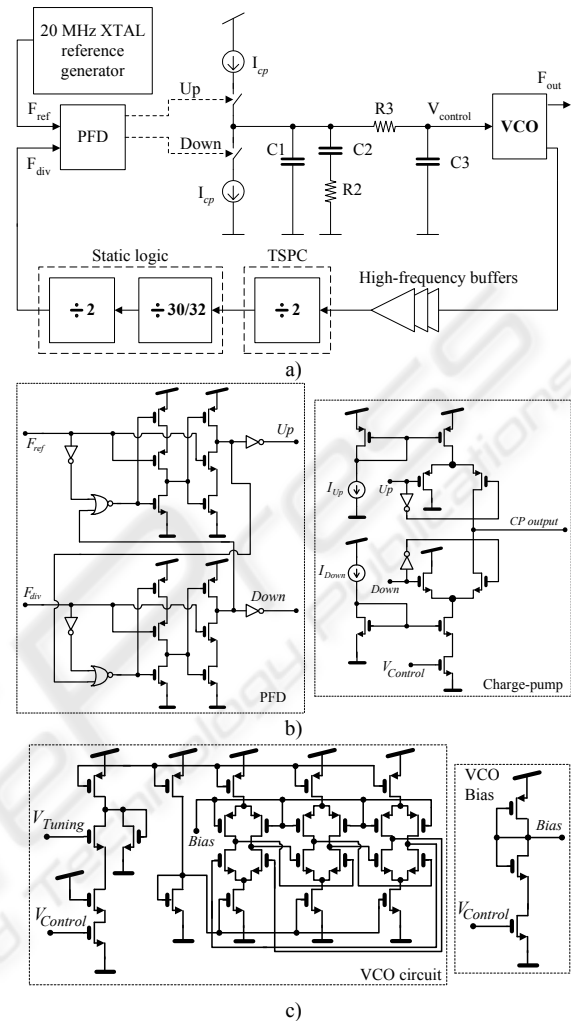 20 MHz XTAL
reference
generator
I_cp
Up
F_ref
PFD
F_div
Down
I_cp
R3
V_control
F_out
VCO
C1
C2
R2
C3
Static logic
TSPC
High-frequency buffers
÷ 2
÷ 30/32
÷ 2
a)
F_ref
Up
F_div
Down
PFD
I_Up
Up
CP output
I_Down
Down
V_Control
Charge-pump
b)
V_Tuning
V_Control
Bias
VCO circuit
VCO
Bias
Bias
V_Control
c)